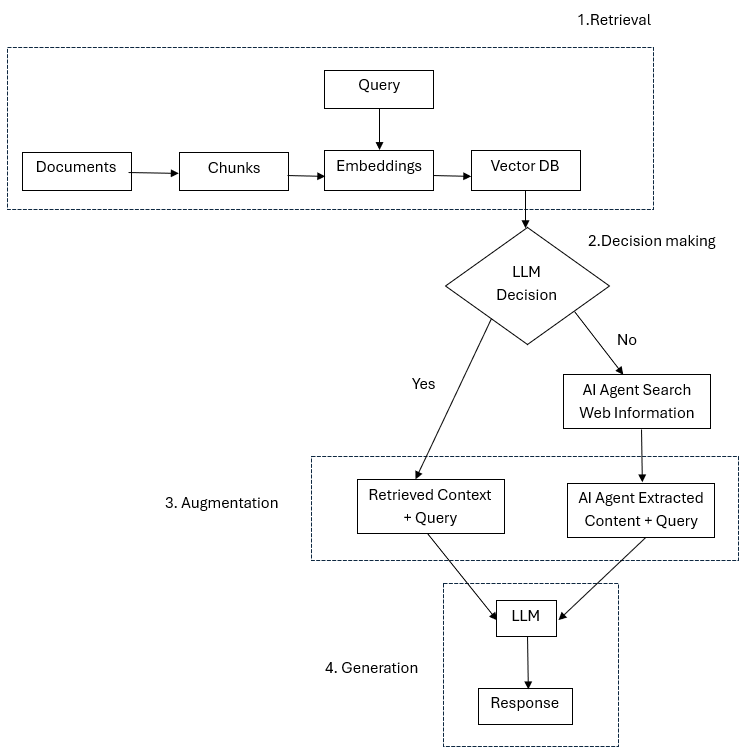 1.Retrieval
Query
Documents
Chunks
Embeddings
Vector DB
2.Decision making
LLM
Decision
No
Yes
AI Agent Search
Web Information
3. Augmentation
Retrieved Context
+ Query
AI Agent Extracted
Content + Query
LLM
4. Generation
Response